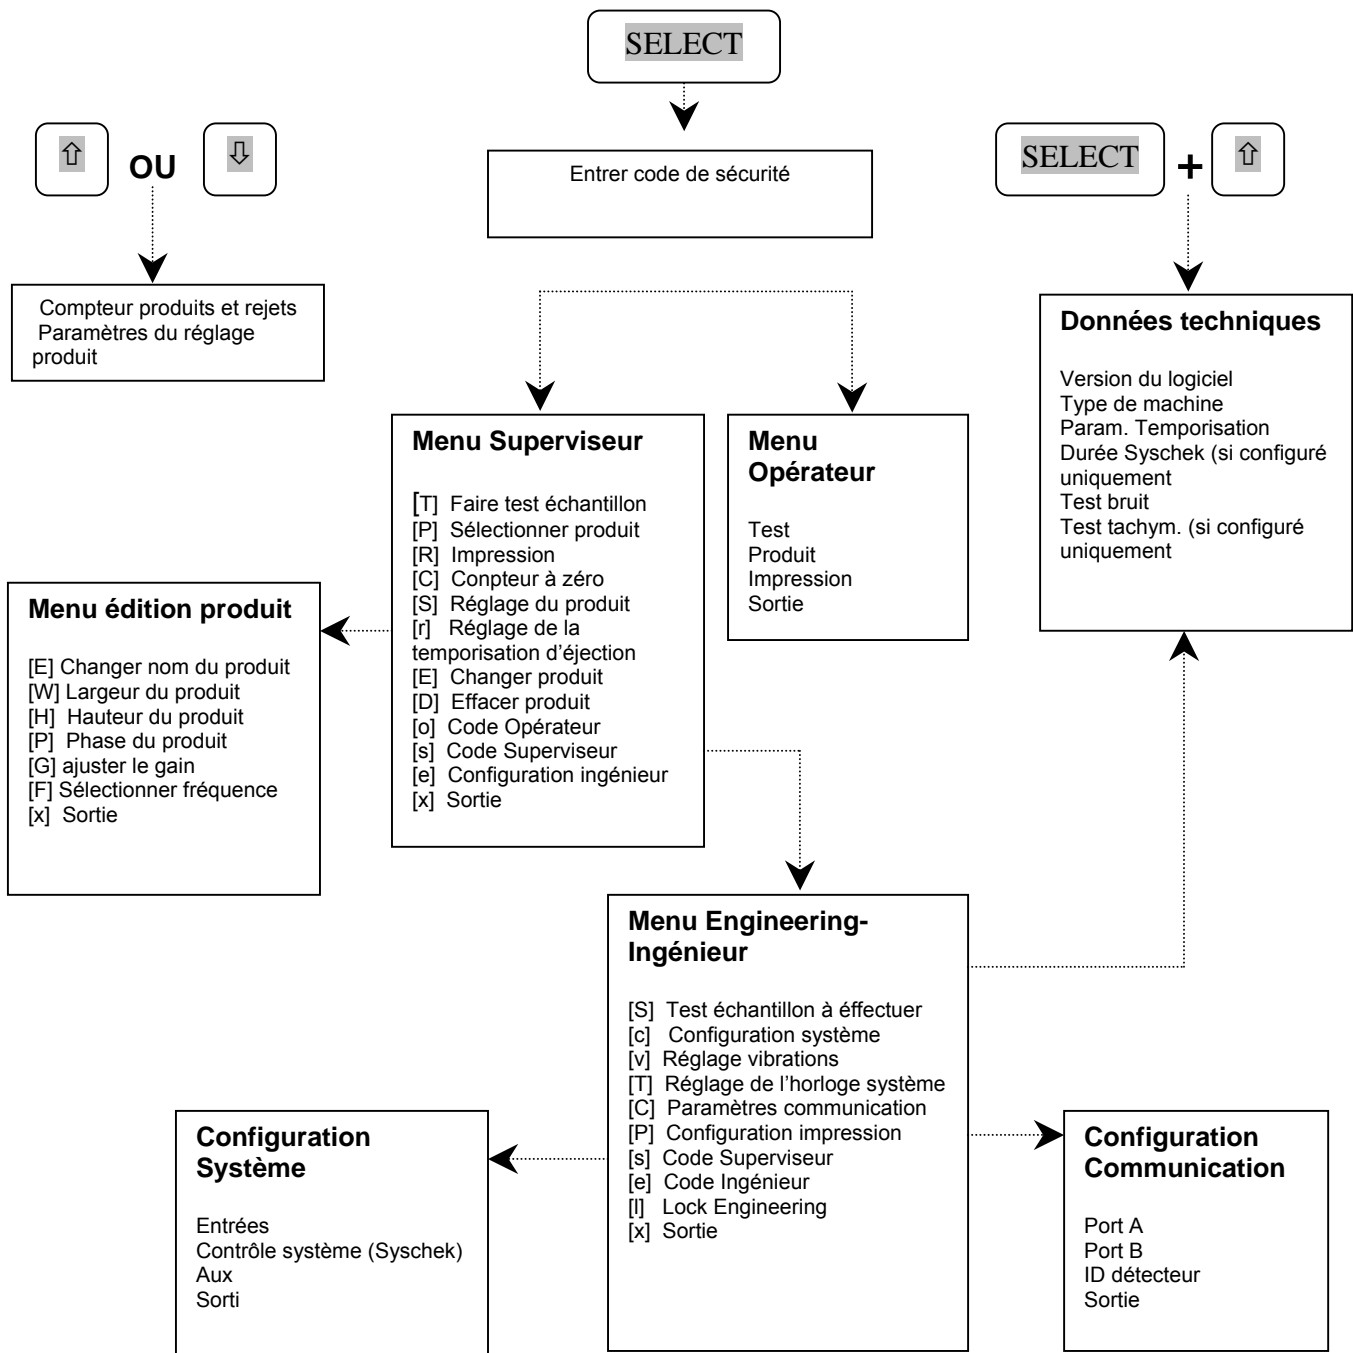 SELECT
⇧ OU ⇩
SELECT + ⇧
Entrer code de sécurité
Compteur produits et rejets
Paramètres du réglage
produit
Données techniques
Version du logiciel
Type de machine
Param. Temporisation
Durée Syschek (si configuré
uniquement
Test bruit
Test tachym. (si configuré
uniquement
Menu Superviseur
[T] Faire test échantillon
[P] Sélectionner produit
[R] Impression
[C] Conpteur à zéro
[S] Réglage du produit
[r] Réglage de la
temporisation d’éjection
[E] Changer produit
[D] Effacer produit
[o] Code Opérateur
[s] Code Superviseur
[e] Configuration ingénieur
[x] Sortie
Menu
Opérateur
Test
Produit
Impression
Sortie
Menu édition produit
[E] Changer nom du produit
[W] Largeur du produit
[H] Hauteur du produit
[P] Phase du produit
[G] ajuster le gain
[F] Sélectionner fréquence
[x] Sortie
Menu Engineering-
Ingénieur
[S] Test échantillon à éffectuer
[c] Configuration système
[v] Réglage vibrations
[T] Réglage de l’horloge système
[C] Paramètres communication
[P] Configuration impression
[s] Code Superviseur
[e] Code Ingénieur
[l] Lock Engineering
[x] Sortie
Configuration
Système
Entrées
Contrôle système (Syschek)
Aux
Sorti
Configuration
Communication
Port A
Port B
ID détecteur
Sortie